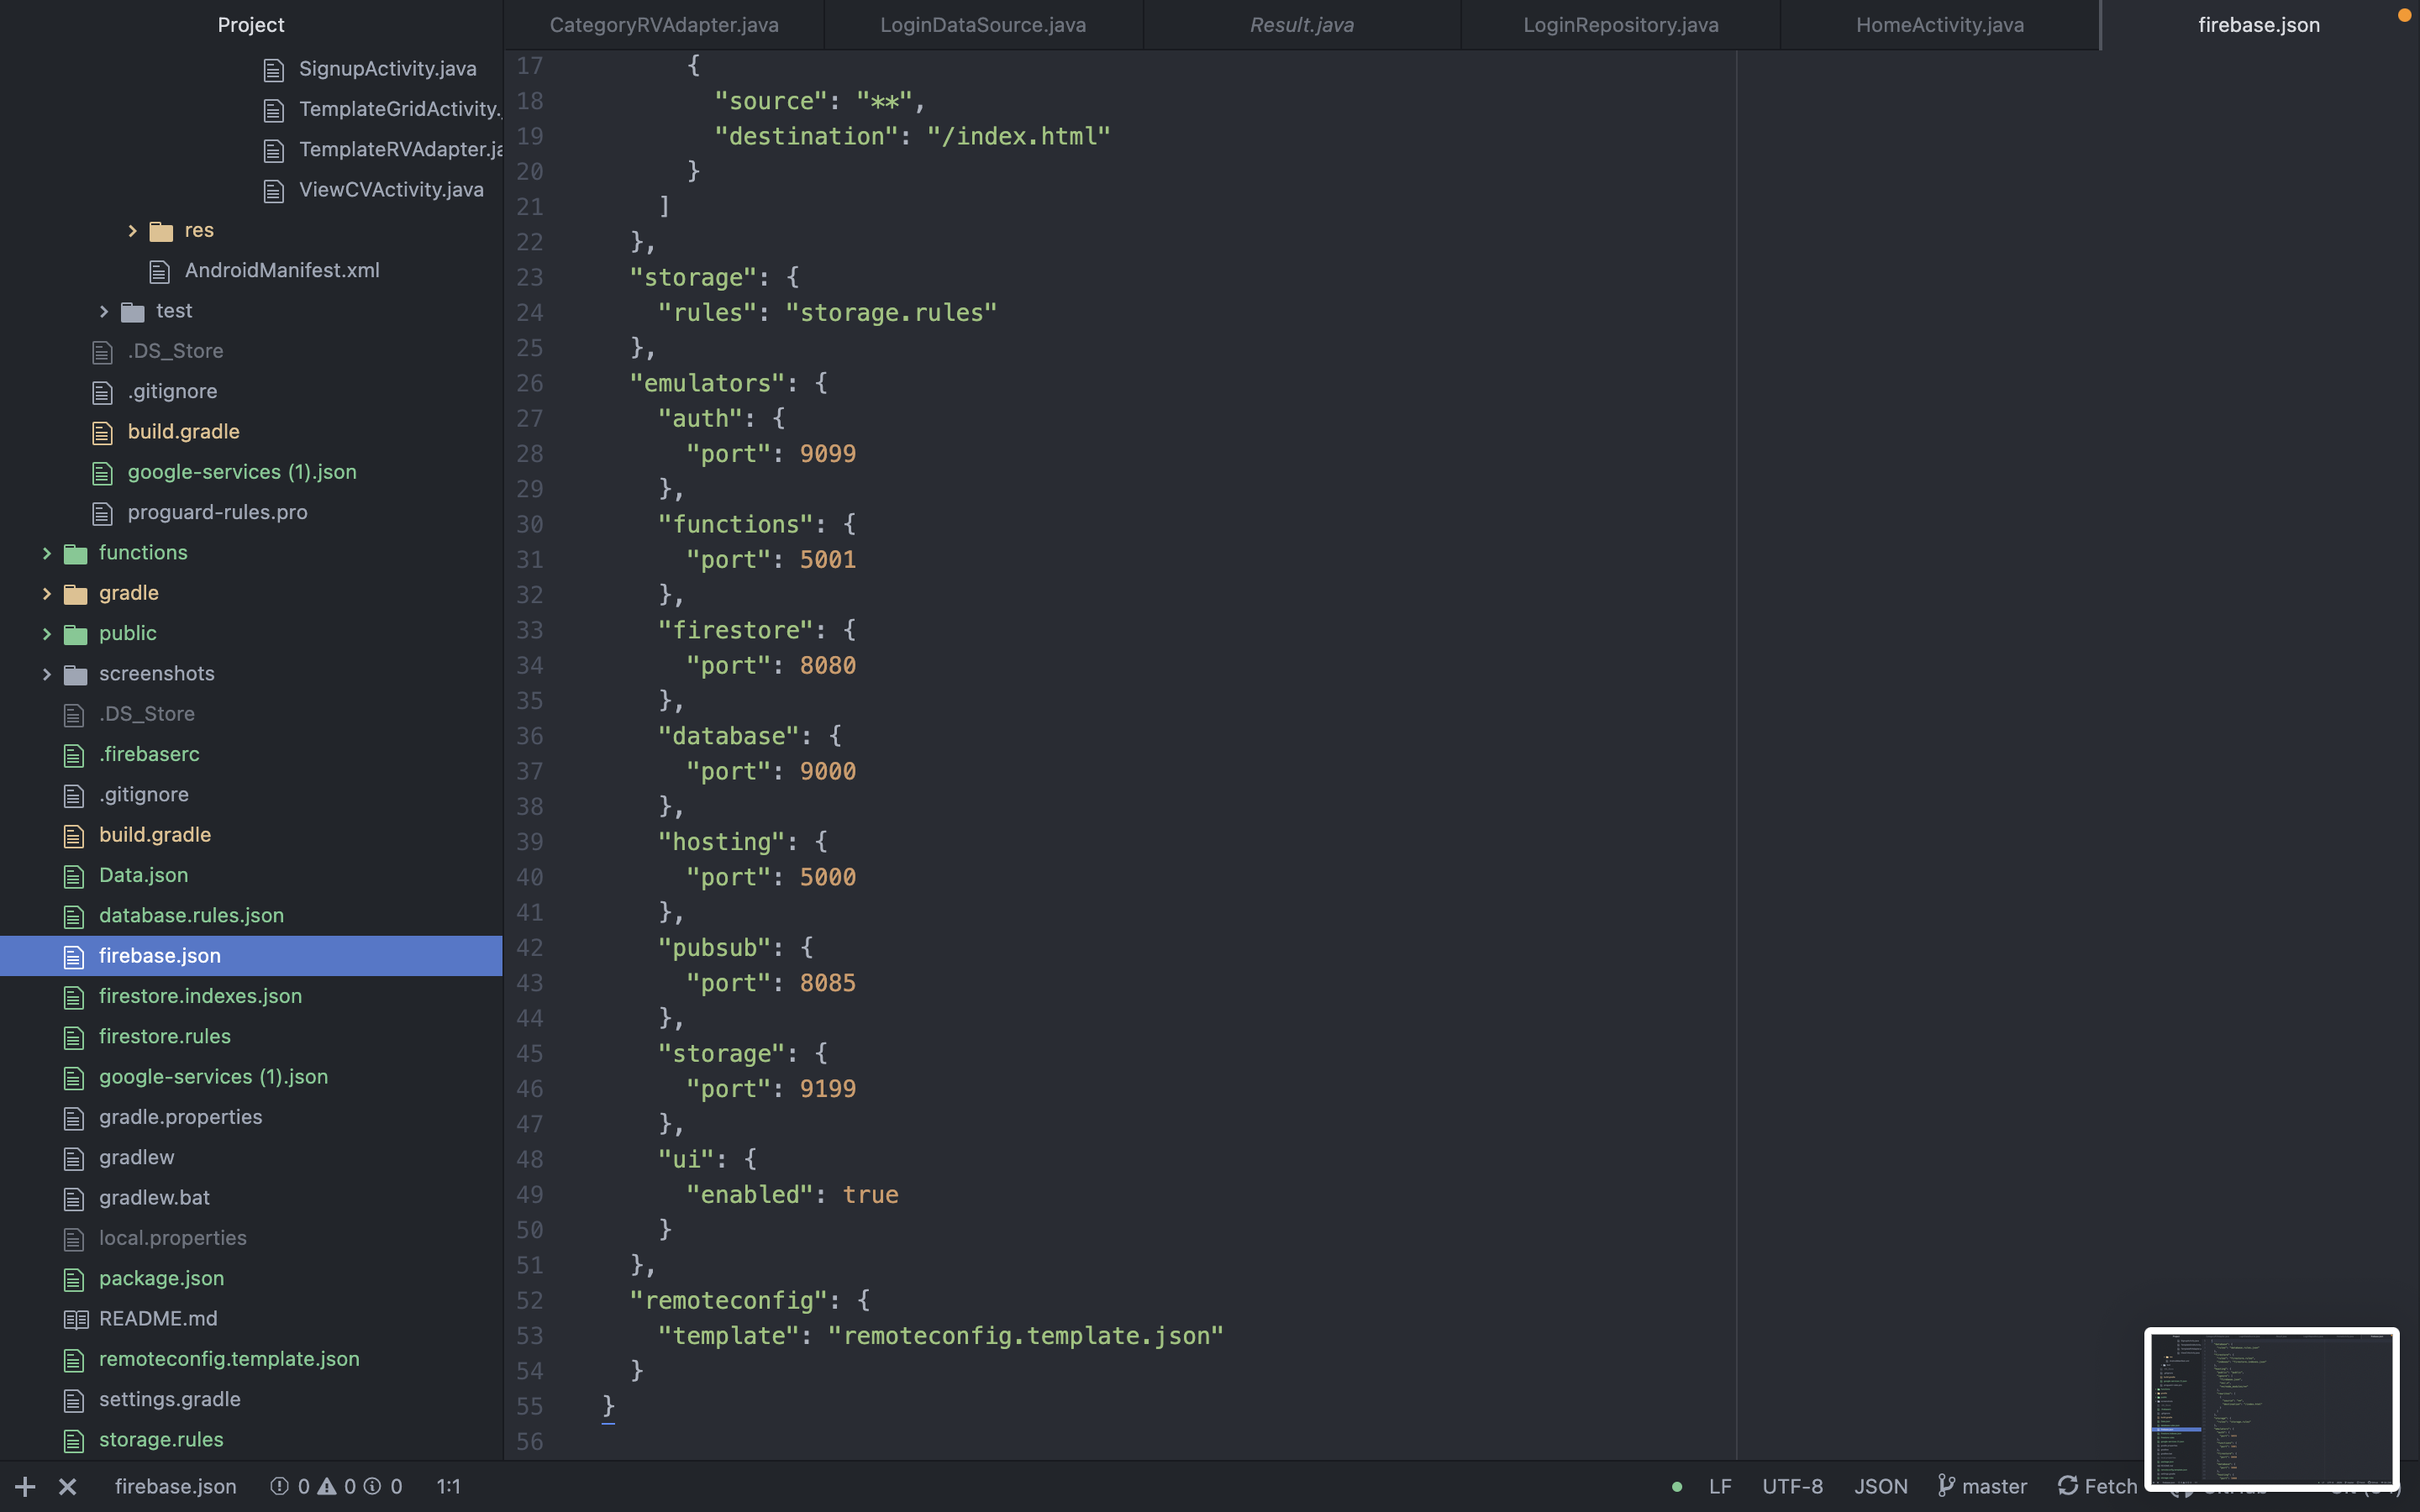 Project
SignupActivity.java
TemplateGridActivity.
TemplateRVAdapter.ja
ViewCVActivity.java
res
AndroidManifest.xml
test
.DS_Store
.gitignore
build.gradle
google-services (1).json
proguard-rules.pro
functions
gradle
public
screenshots
.DS_Store
.firebaserc
.gitignore
build.gradle
Data.json
database.rules.json
firebase.json
firestore.indexes.json
firestore.rules
google-services (1).json
gradle.properties
gradlew
gradlew.bat
local.properties
package.json
README.md
remoteconfig.template.json
settings.gradle
storage.rules
CategoryRVAdapter.java LoginDataSource.java Result.java LoginRepository.java HomeActivity.java firebase.json
17 {
18 "source": "**",
19 "destination": "/index.html"
20 }
21 ]
22 },
23 "storage": {
24 "rules": "storage.rules"
25 },
26 "emulators": {
27 "auth": {
28 "port": 9099
29 },
30 "functions": {
31 "port": 5001
32 },
33 "firestore": {
34 "port": 8080
35 },
36 "database": {
37 "port": 9000
38 },
39 "hosting": {
40 "port": 5000
41 },
42 "pubsub": {
43 "port": 8085
44 },
45 "storage": {
46 "port": 9199
47 },
48 "ui": {
49 "enabled": true
50 }
51 },
52 "remoteconfig": {
53 "template": "remoteconfig.template.json"
54 }
55 }
56
firebase.json 0 0 0 1:1 LF UTF-8 JSON master Fetch